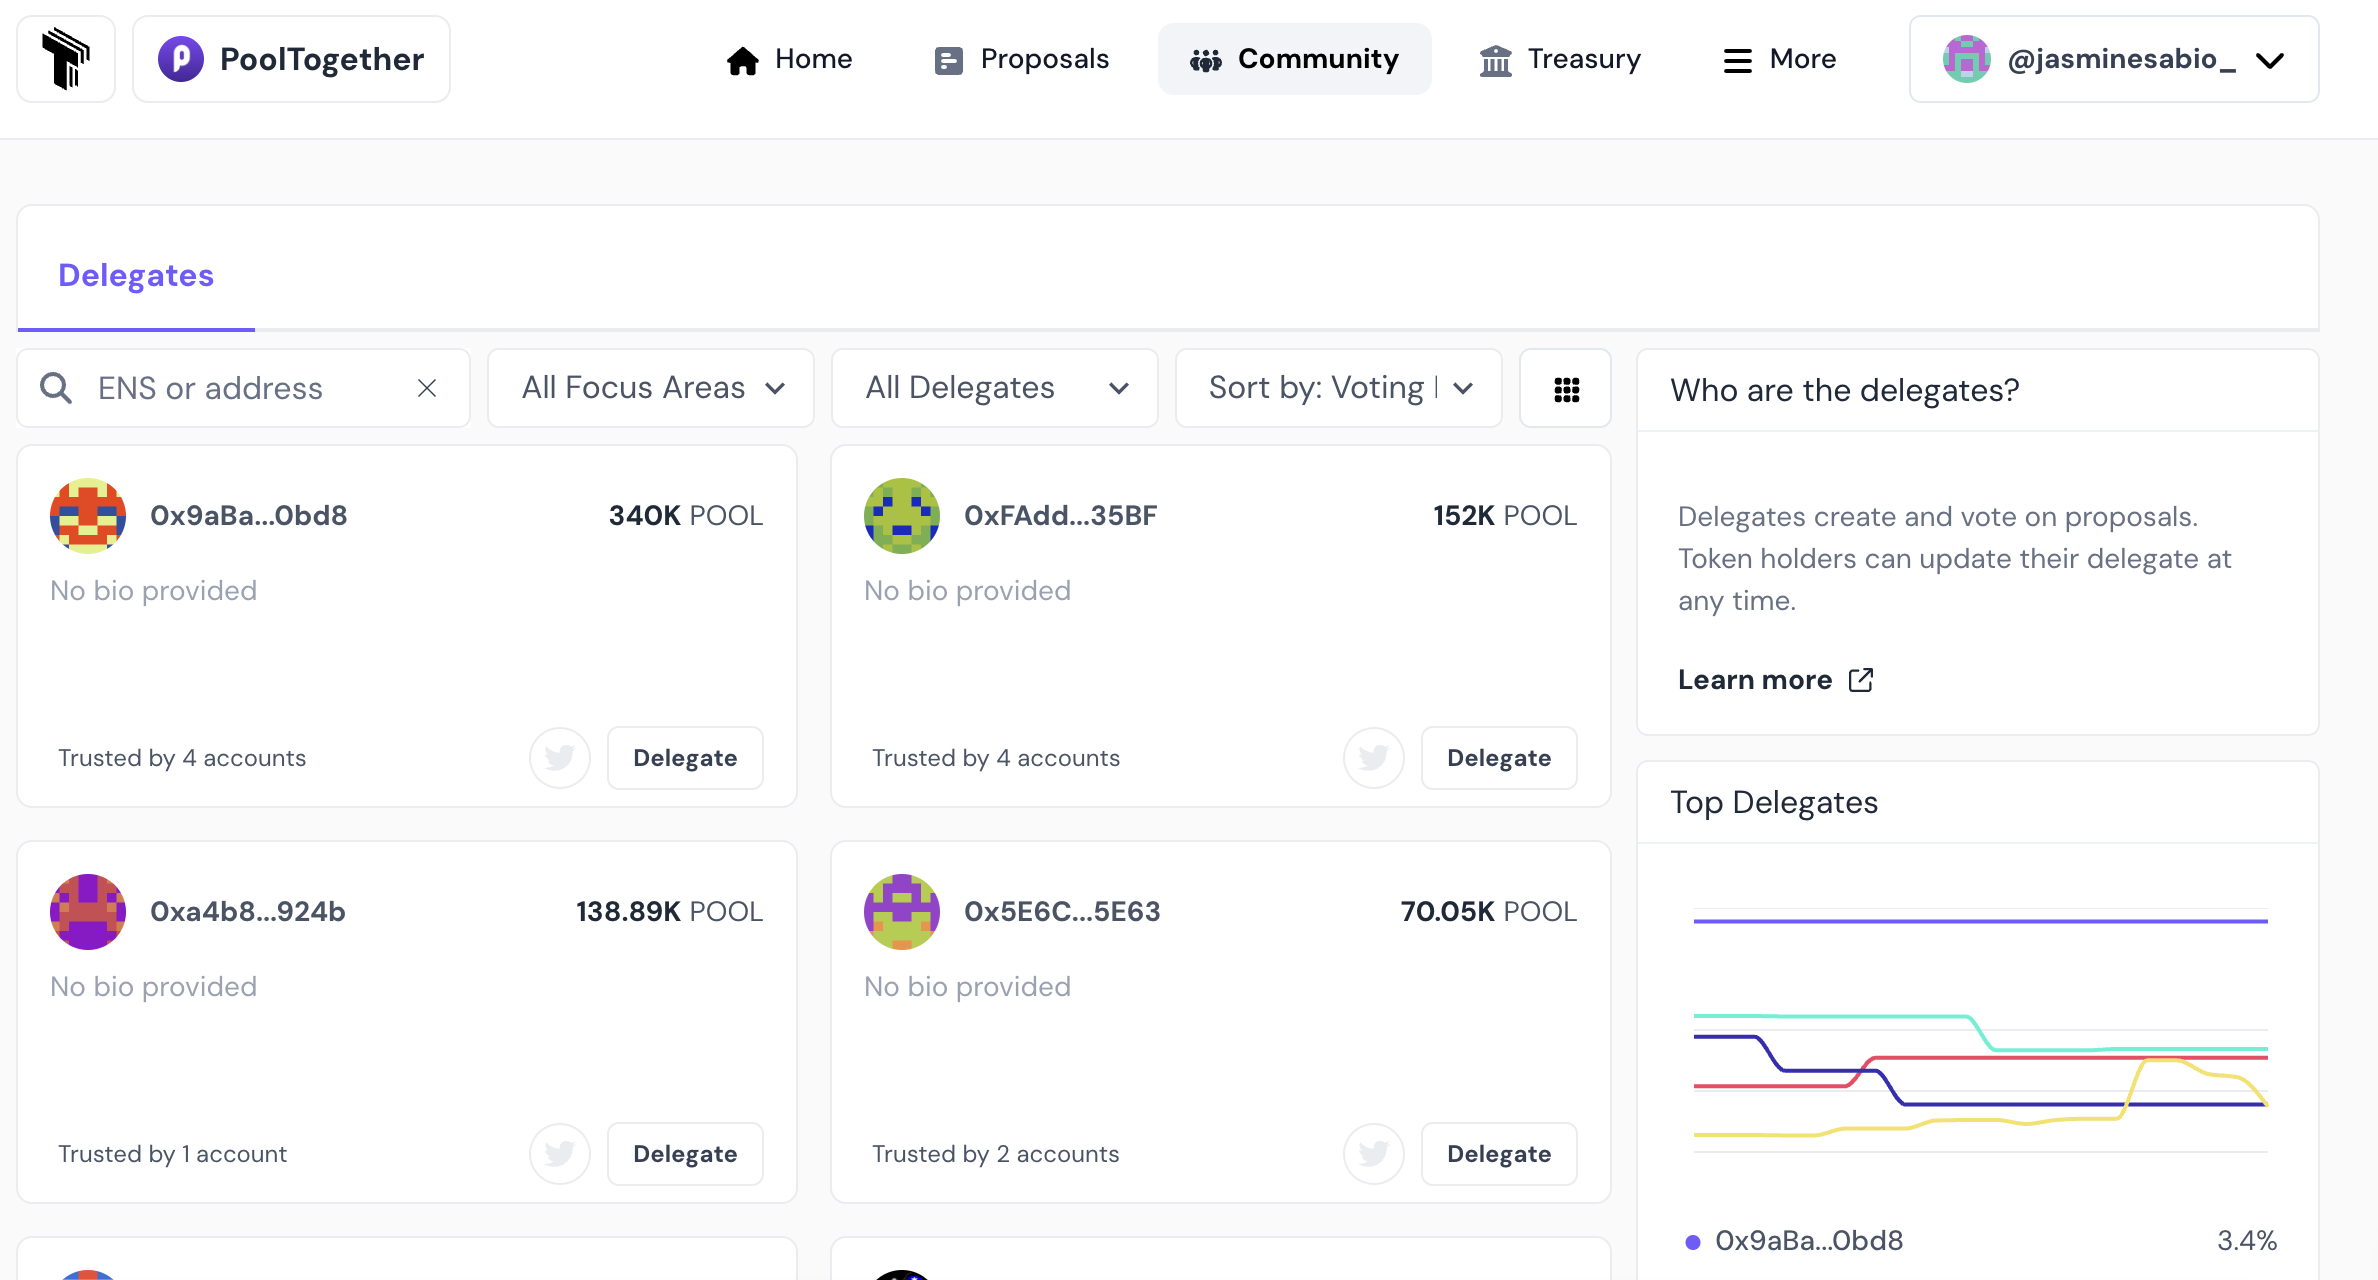 PoolTogether
Home
Proposals
Community
Treasury
More
@jasminesabio_
Delegates
ENS or address
All Focus Areas
All Delegates
Sort by: Voting
Who are the delegates?
0x9aBa...0bd8
340K POOL
No bio provided
Trusted by 4 accounts
Delegate
0xFAdd...35BF
152K POOL
No bio provided
Trusted by 4 accounts
Delegate
Delegates create and vote on proposals.
Token holders can update their delegate at
any time.
Learn more
0xa4b8...924b
138.89K POOL
No bio provided
Trusted by 1 account
Delegate
0x5E6C...5E63
70.05K POOL
No bio provided
Trusted by 2 accounts
Delegate
Top Delegates
0x9aBa...0bd8
3.4%